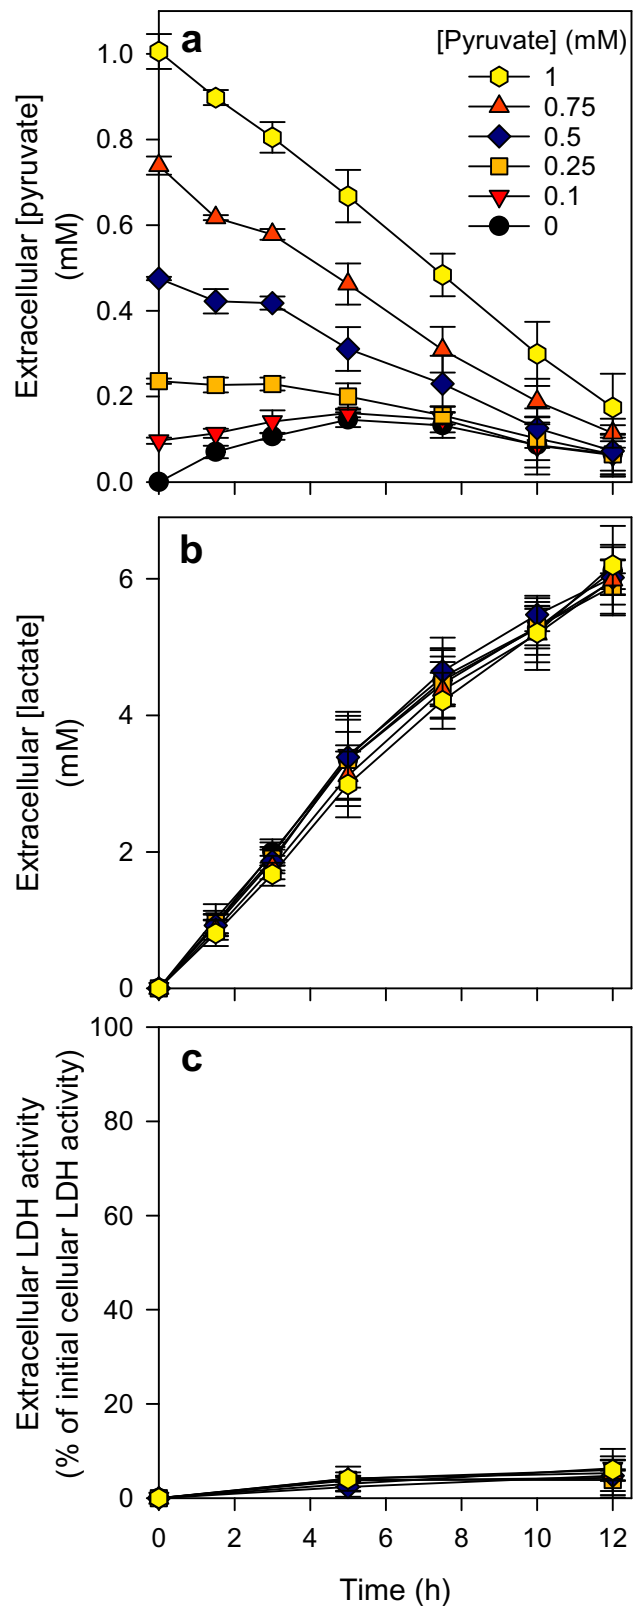 a
[Pyruvate] (mM)
1
0.75
0.5
0.25
0.1
0
Extracellular [pyruvate]
(mM)
1.0
0.8
0.6
0.4
0.2
0.0
b
Extracellular [lactate]
(mM)
6
4
2
0
c
Extracellular LDH activity
(% of initial cellular LDH activity)
100
80
60
40
20
0
0 2 4 6 8 10 12
Time (h)